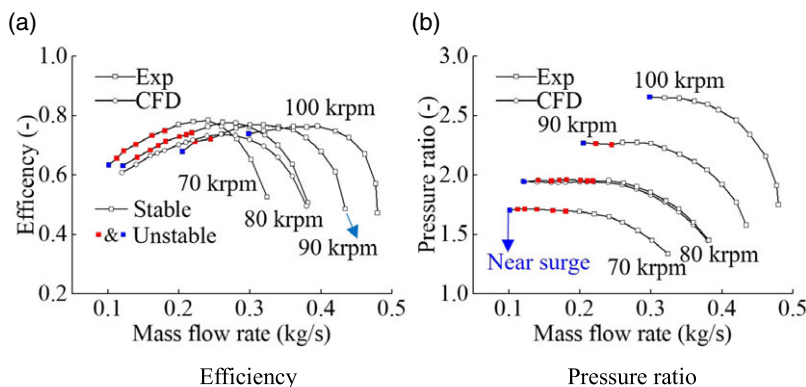 (a)
1.0
0.8
0.6
0.4
0.2
Efficency (-)
Exp
CFD
100 krpm
70 krpm
80 krpm
90 krpm
Stable
& Unstable
0.1 0.2 0.3 0.4 0.5
Mass flow rate (kg/s)
Efficiency
(b)
3.0
2.5
2.0
1.5
1.0
Pressure ratio (-)
Exp
CFD
100 krpm
90 krpm
80 krpm
70 krpm
Near surge
0.1 0.2 0.3 0.4 0.5
Mass flow rate (kg/s)
Pressure ratio